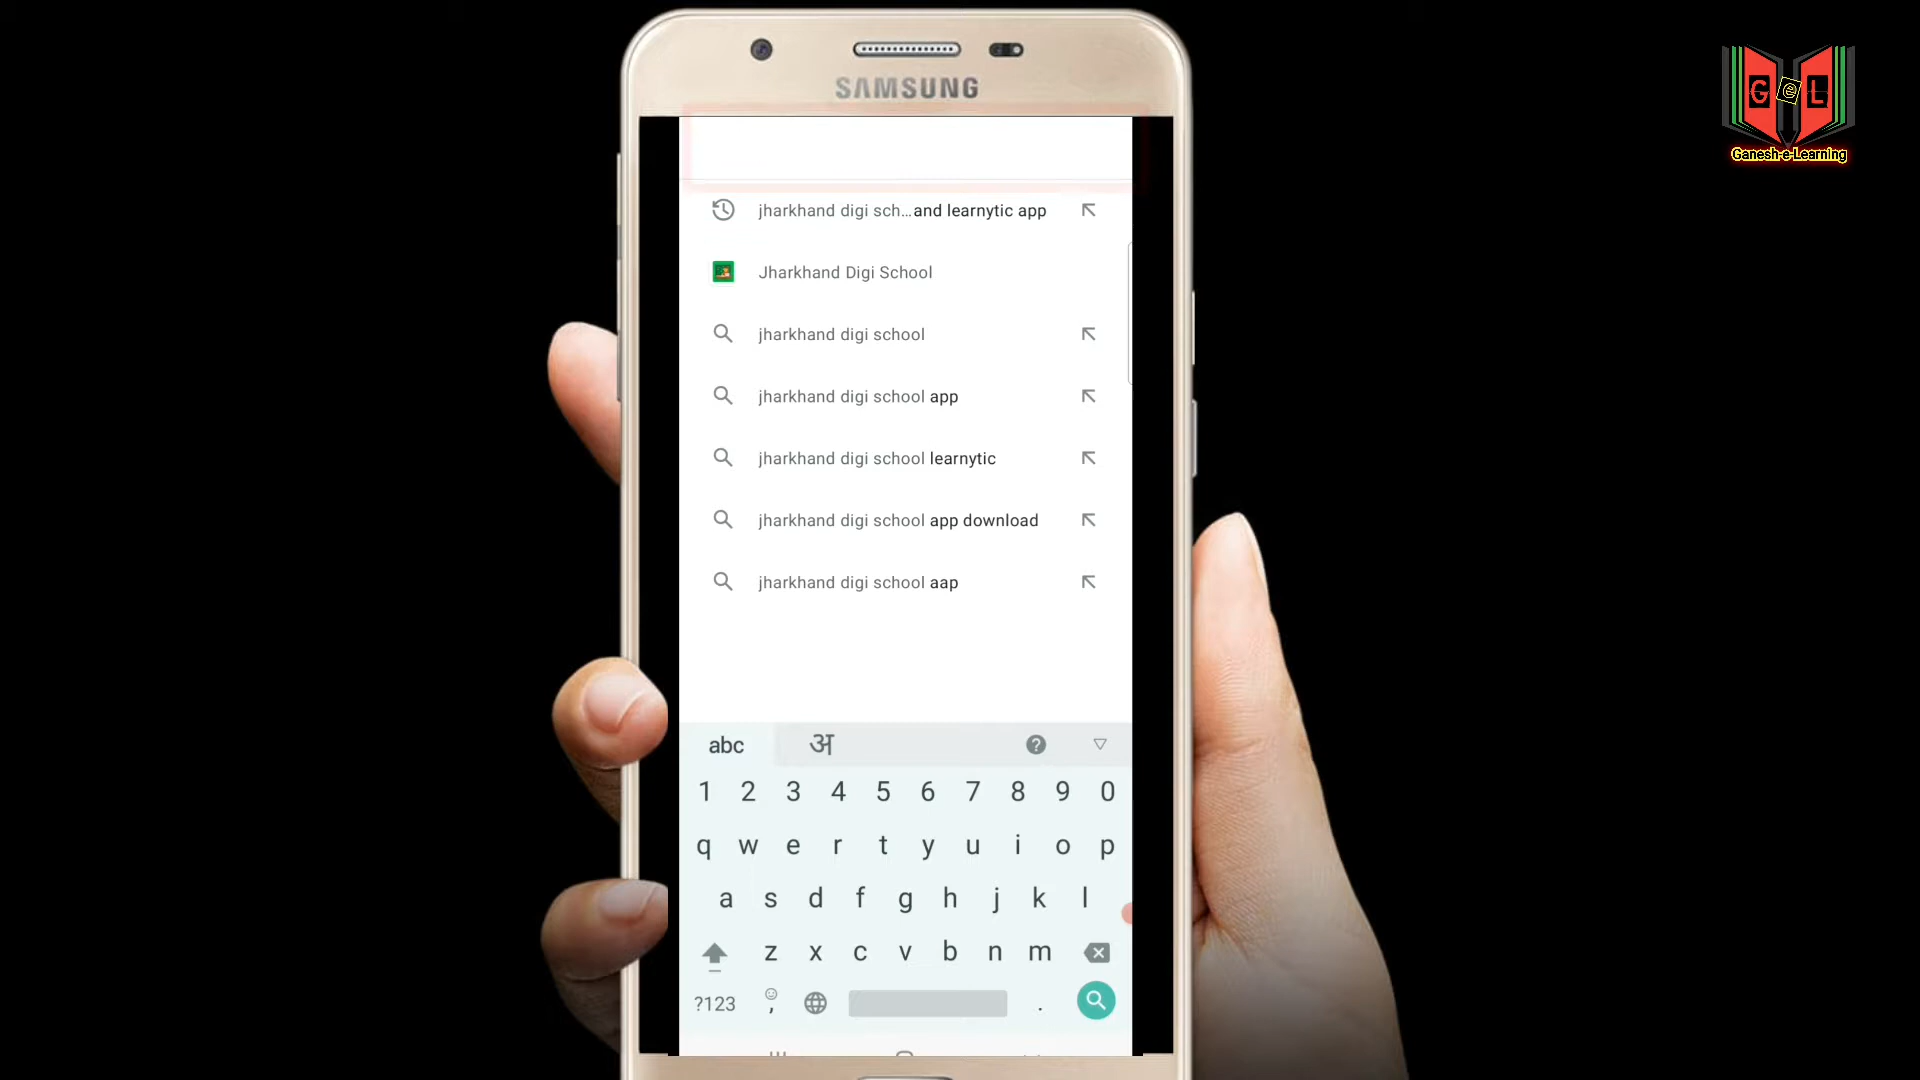 SAMSUNG
GeL
Ganesh-e-Learning
jharkhand digi sch...and learnytic app
Jharkhand Digi School
jharkhand digi school
jharkhand digi school app
jharkhand digi school learnytic
jharkhand digi school app download
jharkhand digi school aap
abc अ ?
1 2 3 4 5 6 7 8 9 0
q w e r t y u i o p
a s d f g h j k l
z x c v b n m
?123 , .